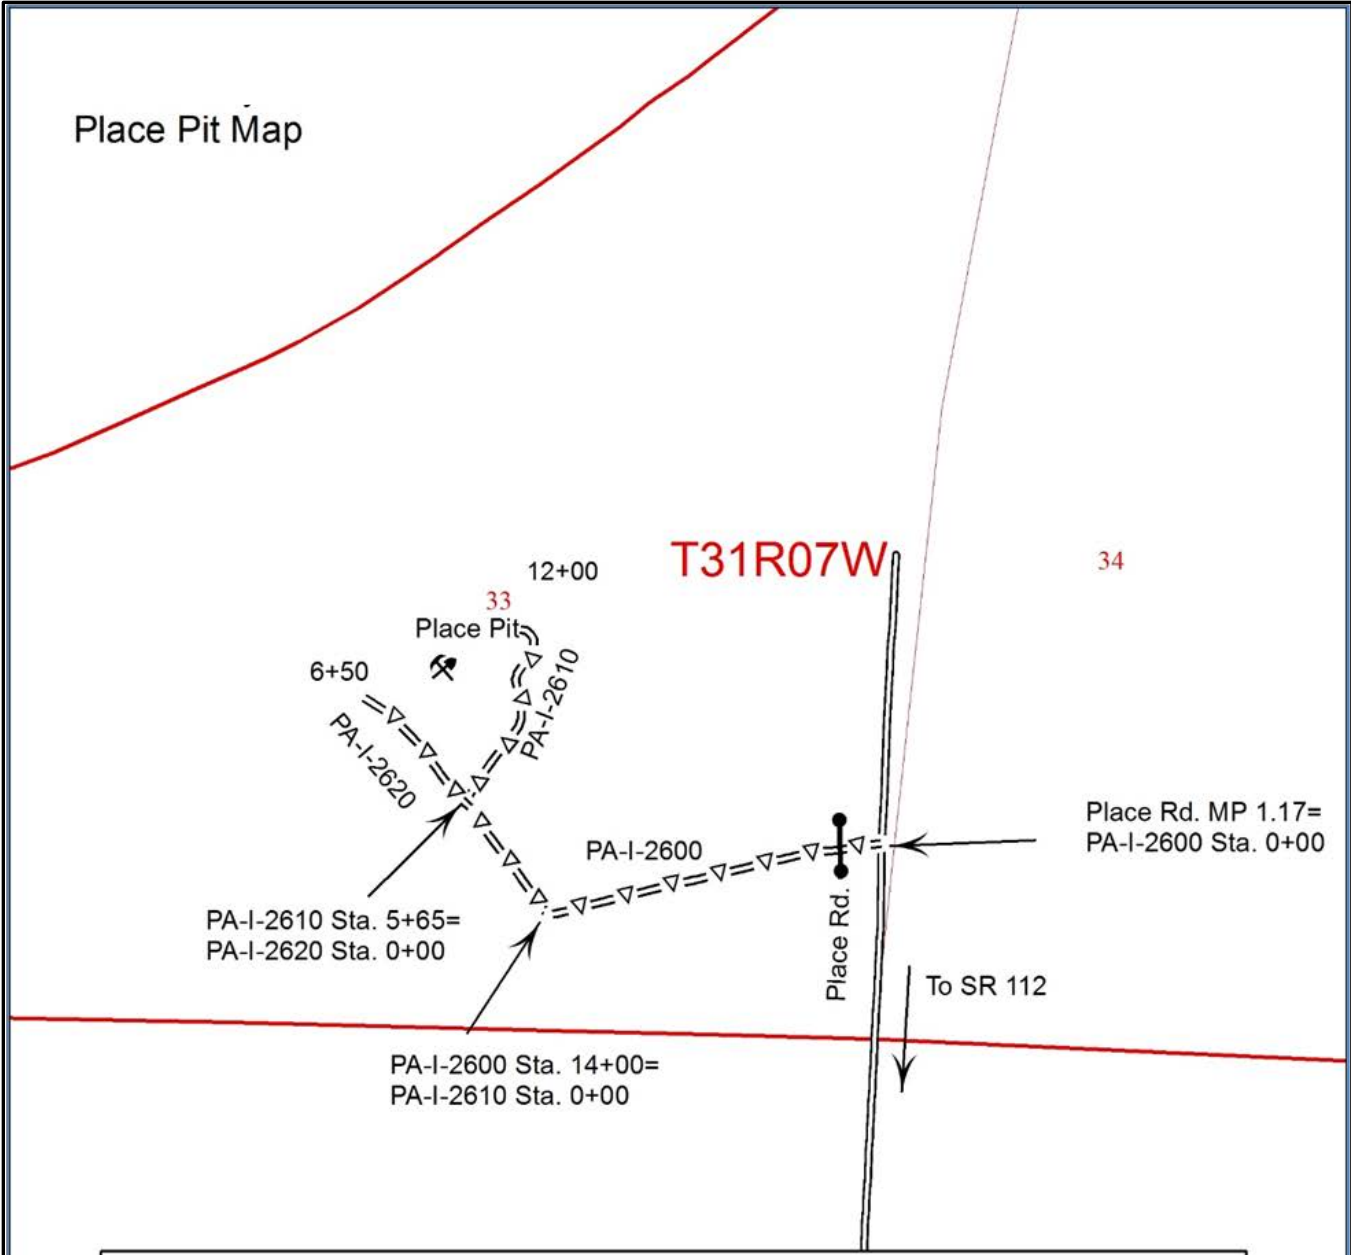 Place Pit Map
T31R07W
34
12+00
33
Place Pit
6+50
PA-I-2610
PA-I-2620
Place Rd. MP 1.17=
PA-I-2600 Sta. 0+00
PA-I-2600
Place Rd.
PA-I-2610 Sta. 5+65=
PA-I-2620 Sta. 0+00
To SR 112
PA-I-2600 Sta. 14+00=
PA-I-2610 Sta. 0+00